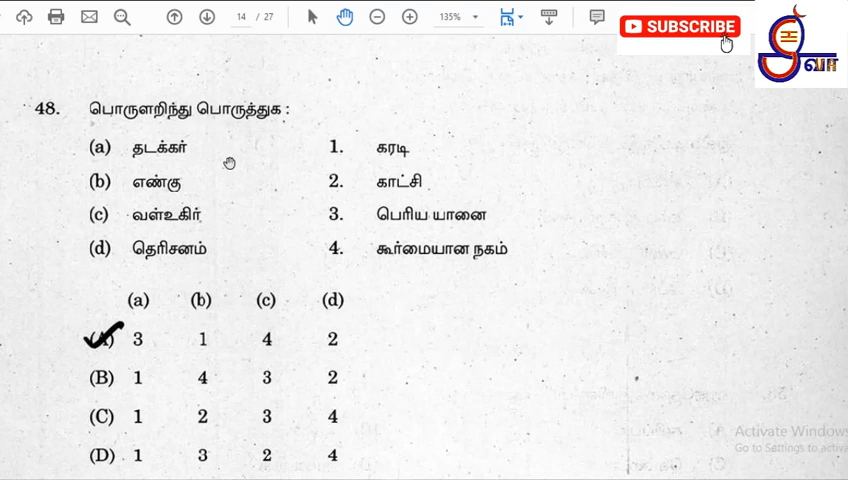 14 / 27
135%
SUBSCRIBE
வா
48. பொருளறிந்து பொருத்துக :
(a) தடக்கர் 1. கரடி
(b) எண்கு 2. காட்சி
(c) வள்உகிர் 3. பெரிய யானை
(d) தெரிசனம் 4. கூர்மையான நகம்
(a) (b) (c) (d)
(A) 3 1 4 2
(B) 1 4 3 2
(C) 1 2 3 4
(D) 1 3 2 4
Activate Windows
Go to Settings to